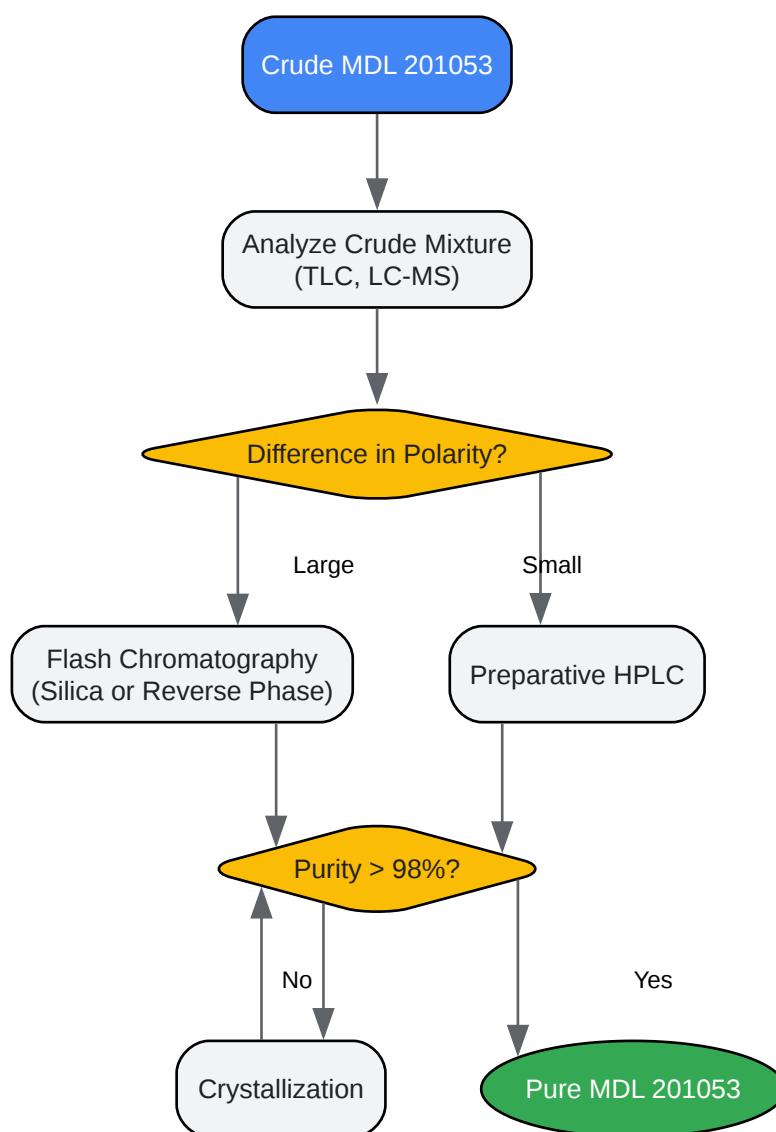 Crude MDL 201053
Analyze Crude Mixture
(TLC, LC-MS)
Difference in Polarity?
Large
Small
Flash Chromatography
(Silica or Reverse Phase)
Preparative HPLC
Purity > 98%?
No
Yes
Crystallization
Pure MDL 201053